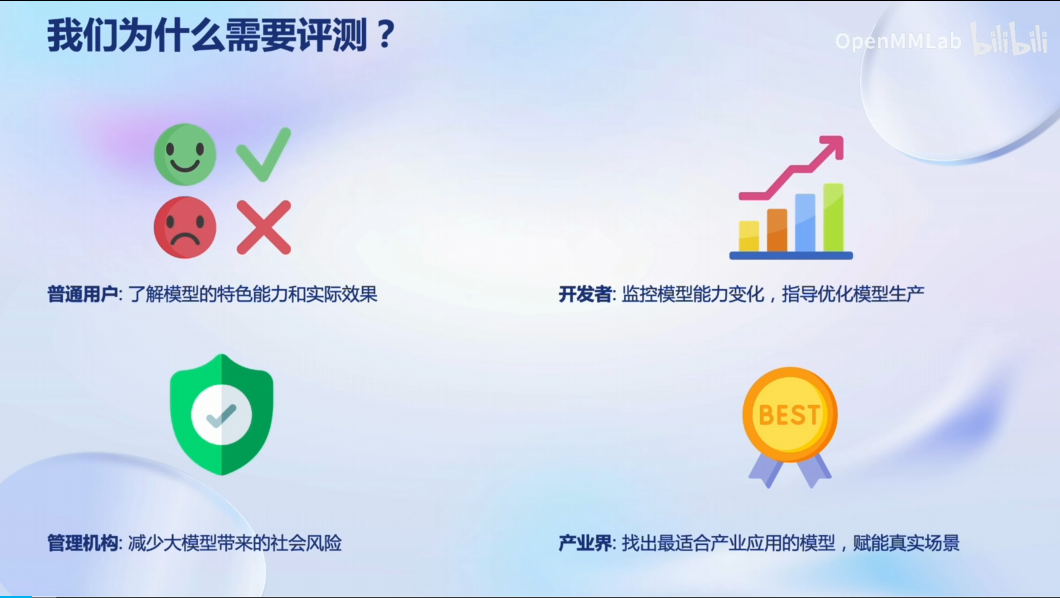 我们为什么需要评测？
OpenMMLab bilibili
普通用户: 了解模型的特色能力和实际效果
开发者: 监控模型能力变化，指导优化模型生产
BEST
管理机构: 减少大模型带来的社会风险
产业界: 找出最适合产业应用的模型，赋能真实场景